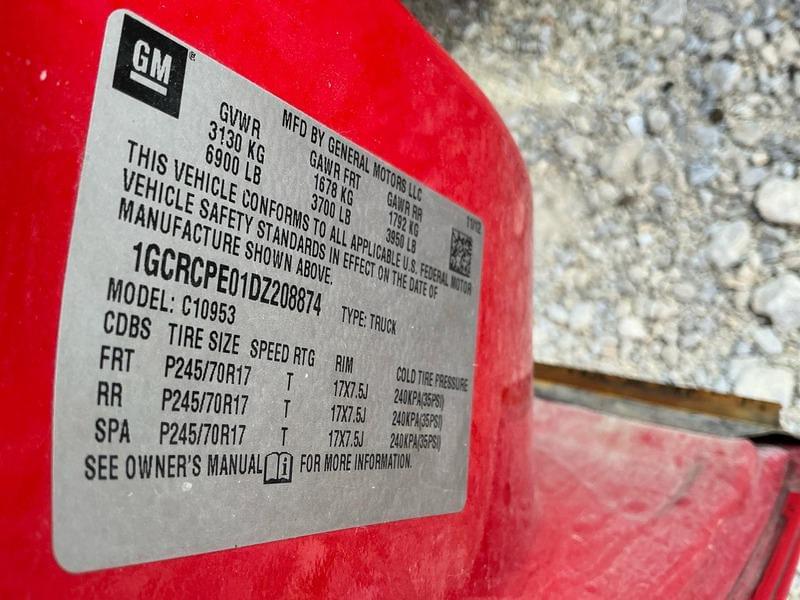 GM
MFD BY GENERAL MOTORS LLC 11/12
GVWR GAWR FRT GAWR RR
3130 KG 1678 KG 1792 KG
6900 LB 3700 LB 3950 LB
THIS VEHICLE CONFORMS TO ALL APPLICABLE U.S. FEDERAL MOTOR
VEHICLE SAFETY STANDARDS IN EFFECT ON THE DATE OF
MANUFACTURE SHOWN ABOVE.
1GCRCPE01DZ208874 TYPE: TRUCK
MODEL: C10953
CDBS TIRE SIZE SPEED RTG RIM COLD TIRE PRESSURE
FRT P245/70R17 T 17X7.5J 240KPA(35PSI)
RR P245/70R17 T 17X7.5J 240KPA(35PSI)
SPA P245/70R17 T 17X7.5J 240KPA(35PSI)
SEE OWNER'S MANUAL FOR MORE INFORMATION.